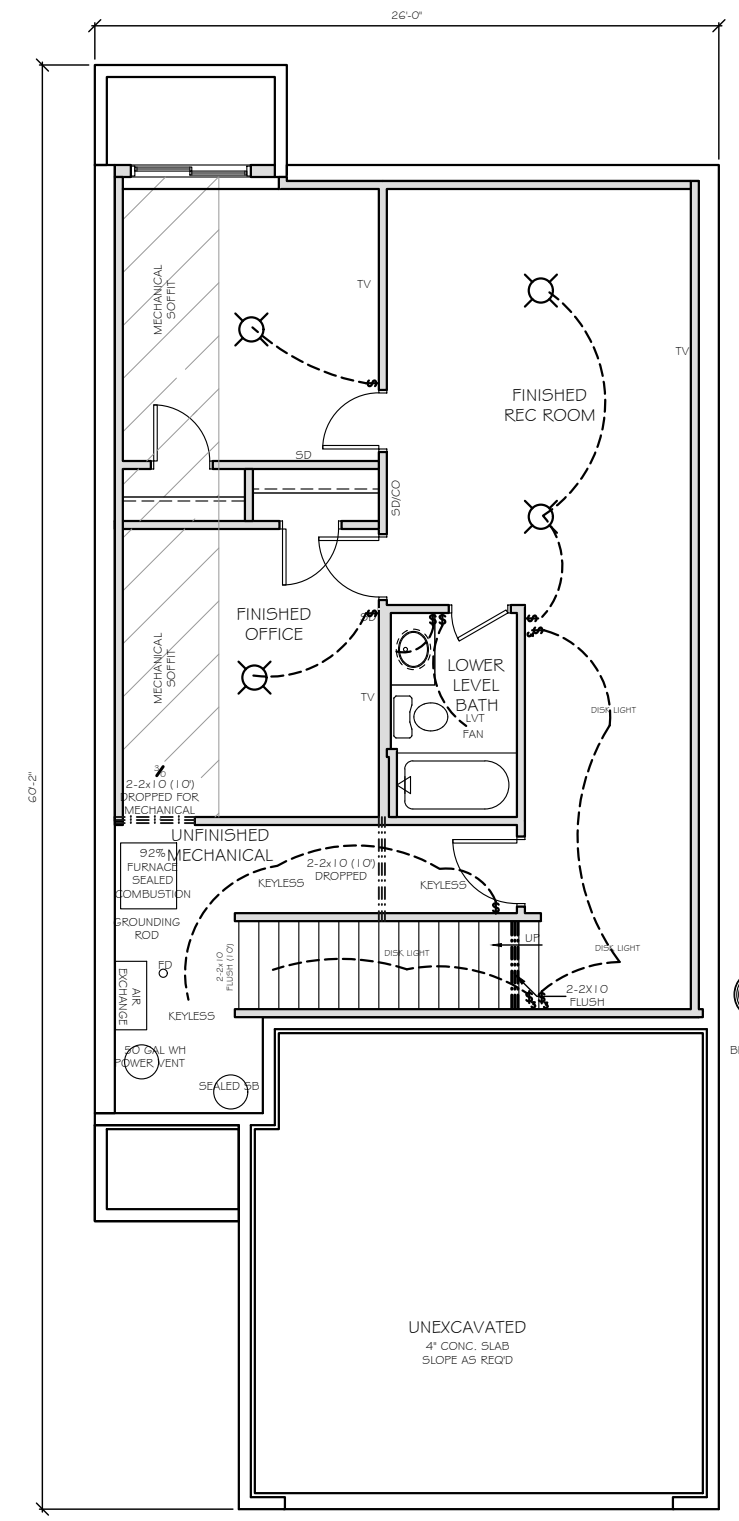 26'-0"
60'-2"
MECHANICAL
SOFFIT
TV
TV
FINISHED
REC ROOM
SD
SD/CO
FINISHED
OFFICE
SD
MECHANICAL
SOFFIT
TV
LOWER
LEVEL
BATH
LVT
FAN
DISK LIGHT
2-2x10 (10')
DROPPED FOR
MECHANICAL
UNFINISHED
MECHANICAL
92%
FURNACE
SEALED
COMBUSTION
2-2x10 (10')
DROPPED
KEYLESS
KEYLESS
GROUNDING
ROD
2-2x10
FLUSH (10')
DISK LIGHT
UP
DISK LIGHT
FD
AIR
EXCHANGE
KEYLESS
2-2X10
FLUSH
50 GAL WH
POWER VENT
SEALED SB
UNEXCAVATED
4" CONC. SLAB
SLOPE AS REQ'D